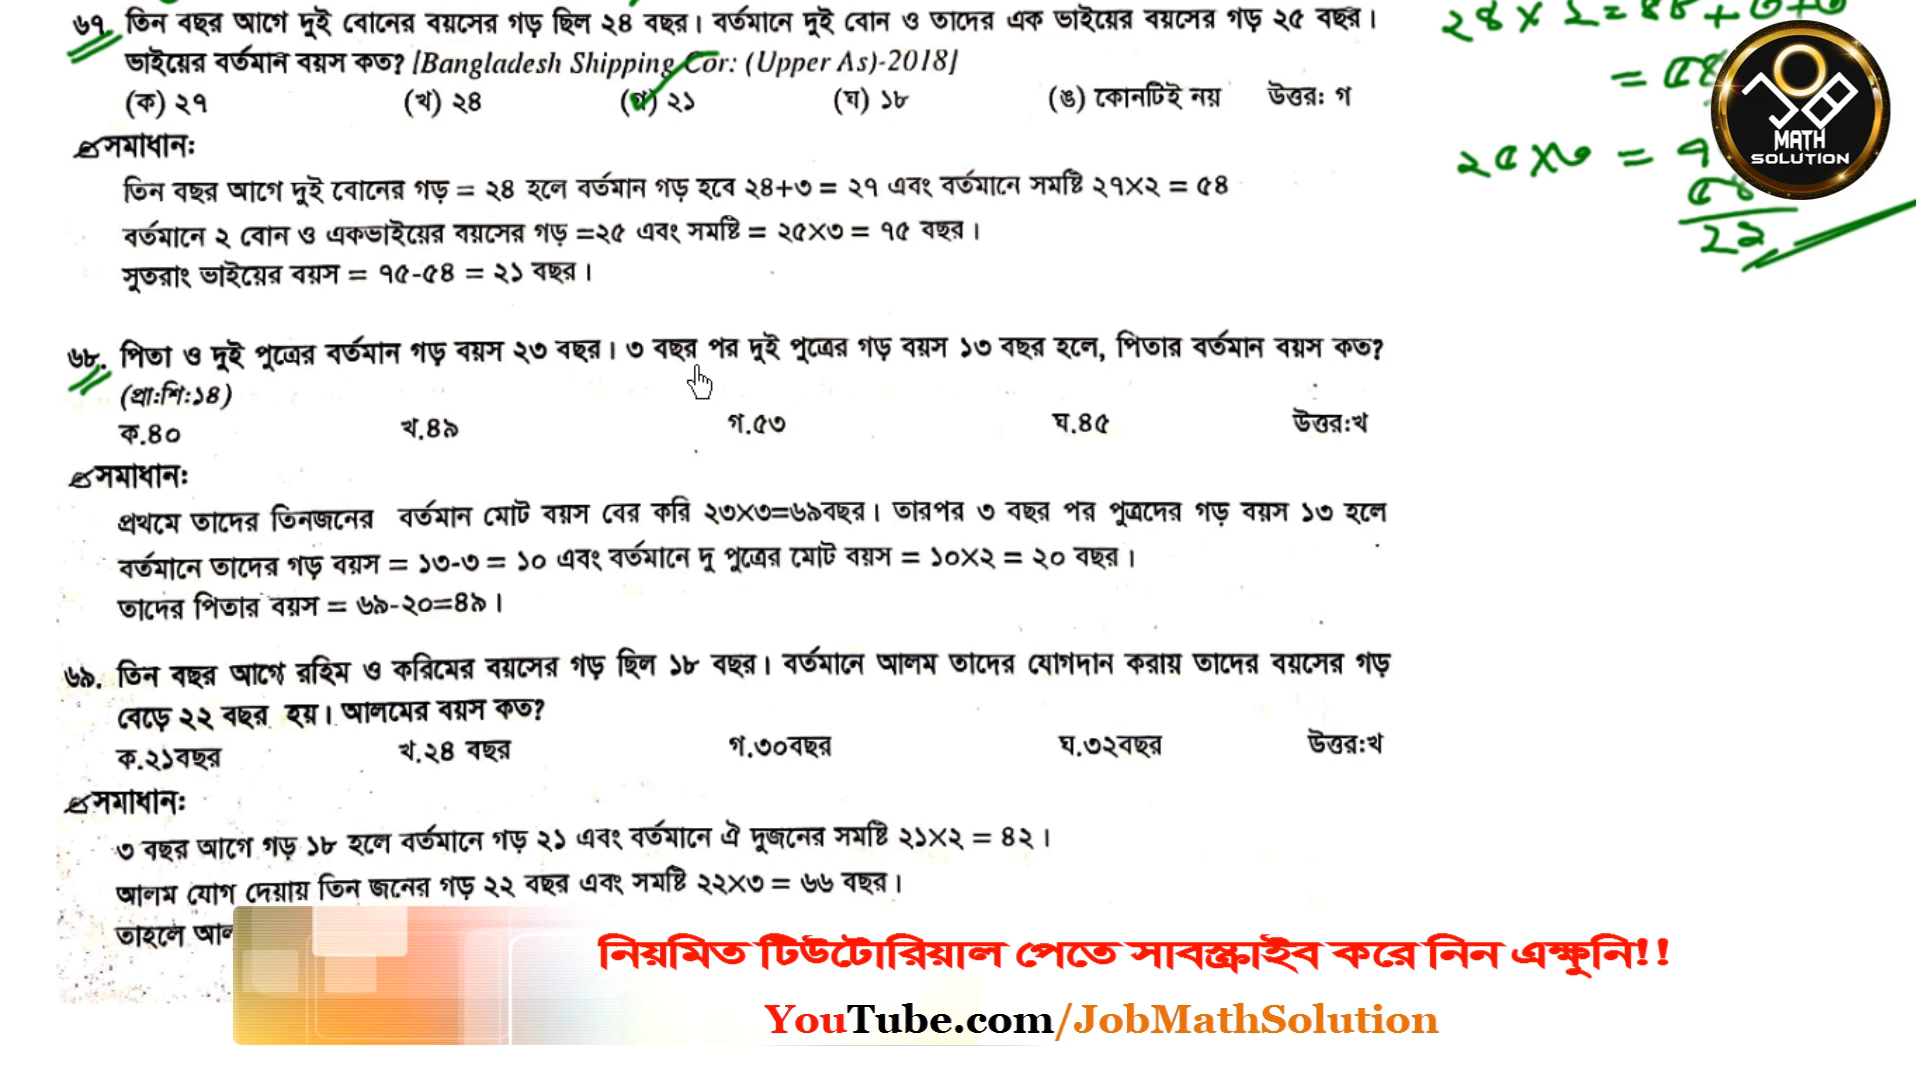 ৬৭. তিন বছর আগে দুই বোনের বয়সের গড় ছিল ২৪ বছর। বর্তমানে দুই বোন ও তাদের এক ভাইয়ের বয়সের গড় ২৫ বছর।
ভাইয়ের বর্তমান বয়স কত? [Bangladesh Shipping Cor: (Upper As)-2018]
(ক) ২৭ (খ) ২৪ (গ) ২১ (ঘ) ১৮ (ঙ) কোনটিই নয় উত্তরঃ গ
সমাধানঃ
তিন বছর আগে দুই বোনের গড় = ২৪ হলে বর্তমান গড় হবে ২৪+৩ = ২৭ এবং বর্তমানে সমষ্টি ২৭×২ = ৫৪
বর্তমানে ২ বোন ও একভাইয়ের বয়সের গড় =২৫ এবং সমষ্টি = ২৫×৩ = ৭৫ বছর।
সুতরাং ভাইয়ের বয়স = ৭৫-৫৪ = ২১ বছর।
২৪ × ২ = ৪৮ + ৩ + ৩
= ৫৪
২৫ × ৩ = ৭
৫৪
২১
JOB
MATH
SOLUTION
৬৮. পিতা ও দুই পুত্রের বর্তমান গড় বয়স ২৩ বছর। ৩ বছর পর দুই পুত্রের গড় বয়স ১৩ বছর হলে, পিতার বর্তমান বয়স কত?
(প্রা:শি:১৪)
ক.৪০ খ.৪৯ গ.৫৩ ঘ.৪৫ উত্তর:খ
সমাধানঃ
প্রথমে তাদের তিনজনের বর্তমান মোট বয়স বের করি ২৩×৩=৬৯বছর। তারপর ৩ বছর পর পুত্রদের গড় বয়স ১৩ হলে
বর্তমানে তাদের গড় বয়স = ১৩-৩ = ১০ এবং বর্তমানে দু পুত্রের মোট বয়স = ১০×২ = ২০ বছর।
তাদের পিতার বয়স = ৬৯-২০=৪৯।
৬৯. তিন বছর আগে রহিম ও করিমের বয়সের গড় ছিল ১৮ বছর। বর্তমানে আলম তাদের যোগদান করায় তাদের বয়সের গড়
বেড়ে ২২ বছর হয়। আলমের বয়স কত?
ক.২১বছর খ.২৪ বছর গ.৩০বছর ঘ.৩২বছর উত্তর:খ
সমাধানঃ
৩ বছর আগে গড় ১৮ হলে বর্তমানে গড় ২১ এবং বর্তমানে ঐ দুজনের সমষ্টি ২১×২ = ৪২।
আলম যোগ দেয়ায় তিন জনের গড় ২২ বছর এবং সমষ্টি ২২×৩ = ৬৬ বছর।
তাহলে
নিয়মিত টিউটোরিয়াল পেতে সাবস্ক্রাইব করে নিন এক্ষুনি!!
YouTube.com/JobMathSolution